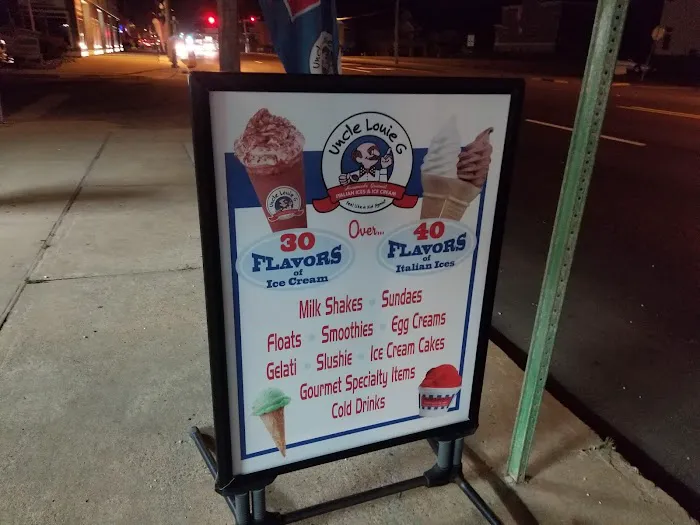 Uncle Louie G
ITALIAN ICES & ICE CREAM
Over...
30
FLAVORS
of
Ice Cream
40
FLAVORS
of
Italian Ices
Milk Shakes Sundaes
Floats Smoothies Egg Creams
Gelati Slushie Ice Cream Cakes
Gourmet Specialty Items
Cold Drinks